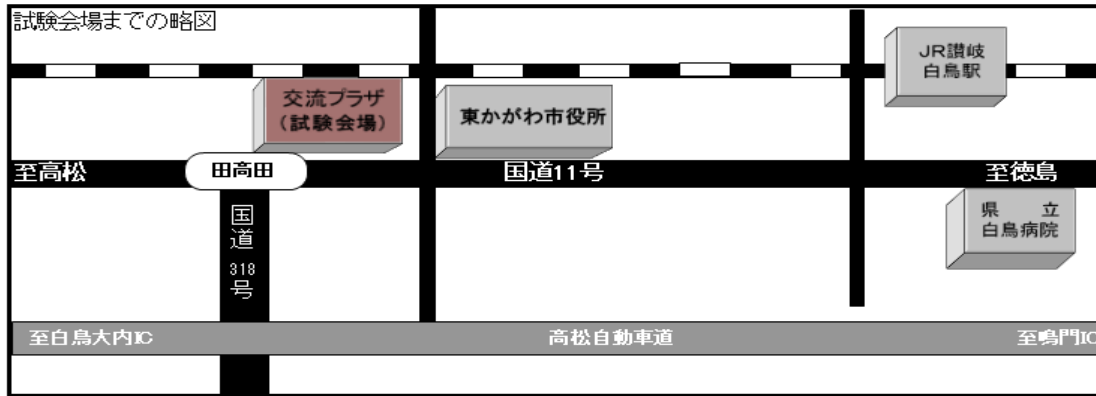 試験会場までの略図
JR讃岐
白鳥駅
交流プラザ
(試験会場)
東かがわ市役所
至高松
田高田
国道11号
至徳島
国道318号
県 立
白鳥病院
至白鳥大内IC
高松自動車道
至鳴門IC